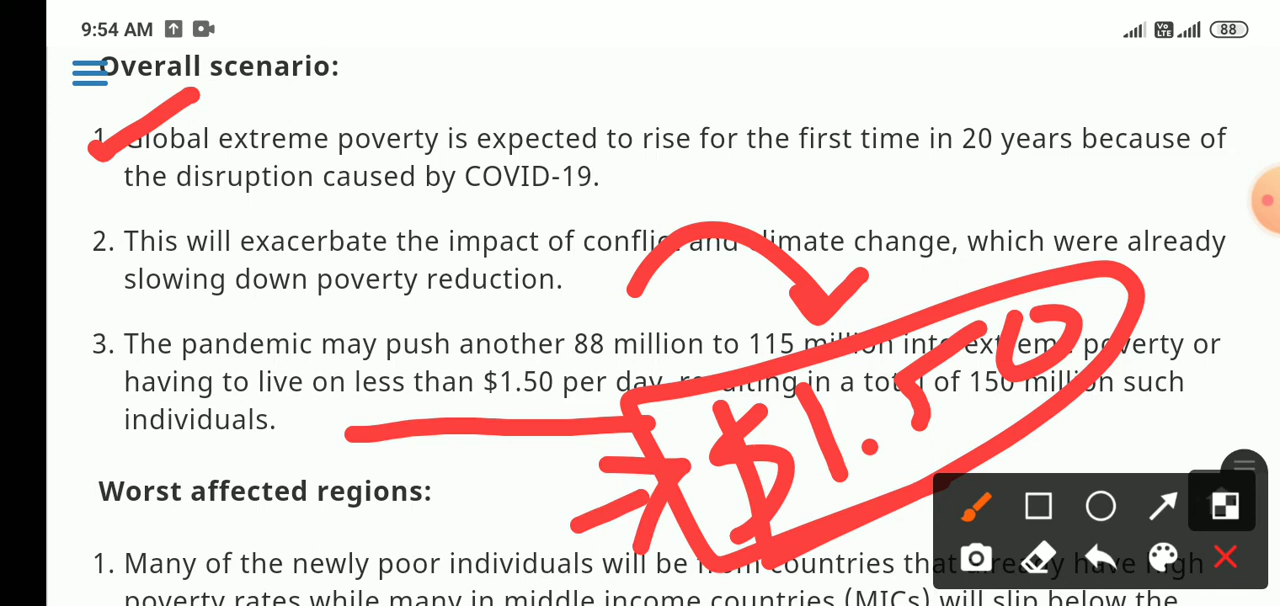 9:54 AM
Vo LTE 88
Overall scenario:
1. Global extreme poverty is expected to rise for the first time in 20 years because of
the disruption caused by COVID-19.
2. This will exacerbate the impact of conflict and climate change, which were already
slowing down poverty reduction.
3. The pandemic may push another 88 million to 115 million into extreme poverty or
having to live on less than $1.50 per day, resulting in a total of 150 million such
individuals.
$1.50
Worst affected regions:
1. Many of the newly poor individuals will be from countries that already have high
poverty rates while many in middle income countries (MICs) will slip below the